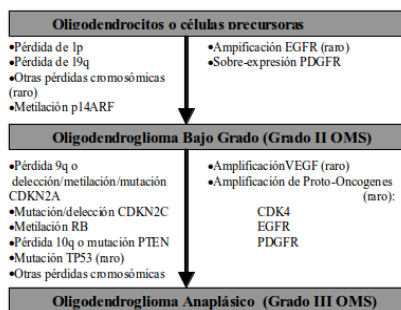 Oligodendrocitos o células precursoras
•Pérdida de 1p
•Pérdida de 19q
•Otras pérdidas cromosómicas
(raro)
•Metilación p14ARF
•Ampificación EGFR (raro)
•Sobre-expresión PDGFR
Oligodendroglioma Bajo Grado (Grado II OMS)
•Pérdida 9q o
delección/metilación/mutación
CDKN2A
•Mutación/delección CDKN2C
•Metilación RB
•Pérdida 10q o mutación PTEN
•Mutación TP53 (raro)
•Otras pérdidas cromosómicas
•AmplificaciónVEGF (raro)
•Amplificación de Proto-Oncogenes
(raro):
CDK4
EGFR
PDGFR
Oligodendroglioma Anaplásico (Grado III OMS)